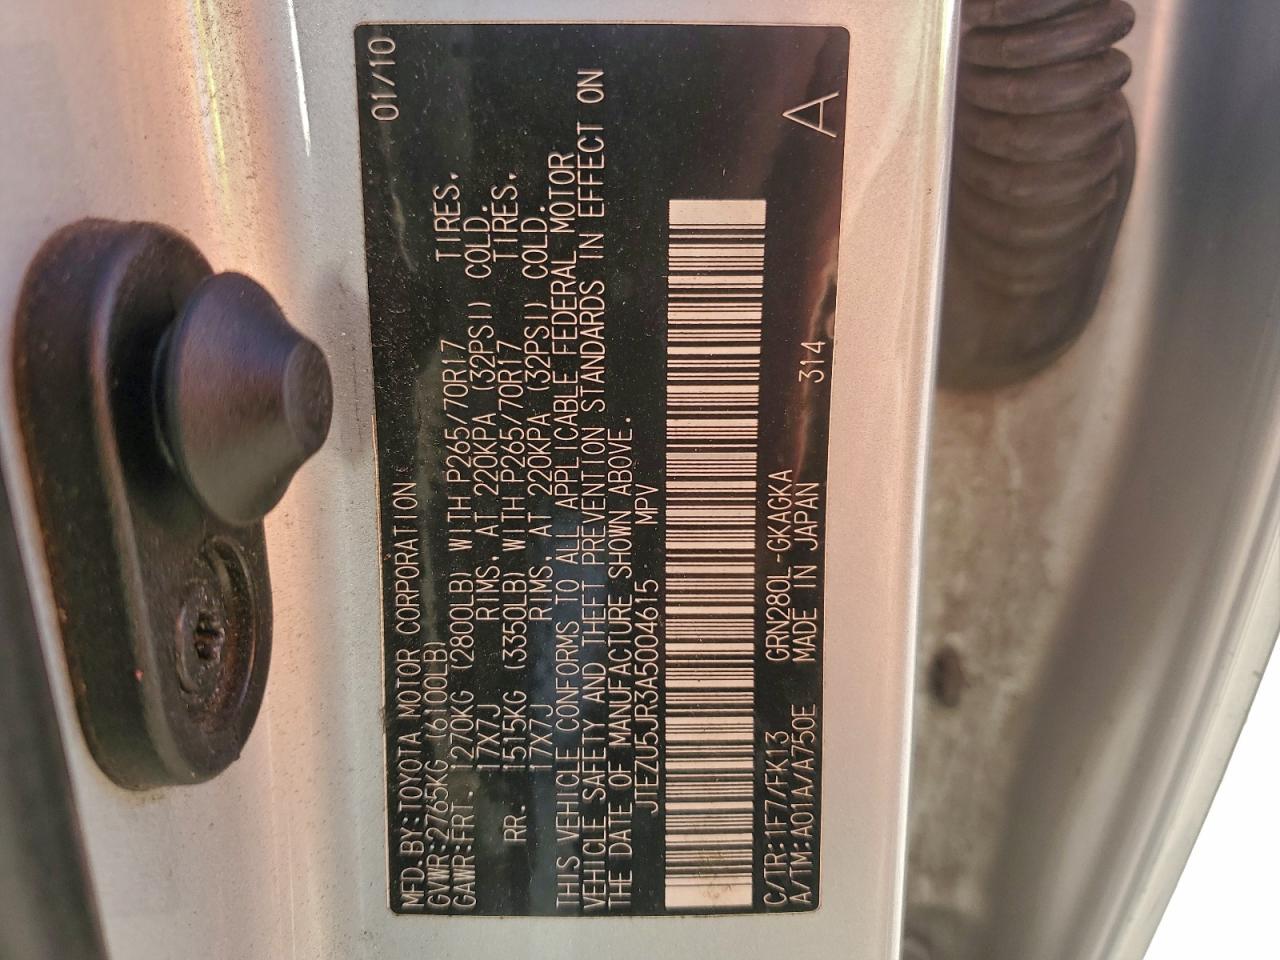 MFD.BY:TOYOTA MOTOR CORPORATION 01/10
GVWR:2765KG (6100LB)
GAWR:FRT. 1270KG (2800LB) WITH P265/70R17 TIRES,
17X7J RIMS, AT 220KPA (32PSI) COLD.
RR. 1515KG (3350LB) WITH P265/70R17 TIRES,
17X7J RIMS, AT 220KPA (32PSI) COLD.
THIS VEHICLE CONFORMS TO ALL APPLICABLE FEDERAL MOTOR
VEHICLE SAFETY AND THEFT PREVENTION STANDARDS IN EFFECT ON
THE DATE OF MANUFACTURE SHOWN ABOVE.
JTEZU5JR3A5004615 MPV
C/TR:1F7/FK13 GRN280L-GKAGKA
A/TM:A01A/A750E MADE IN JAPAN 314 A